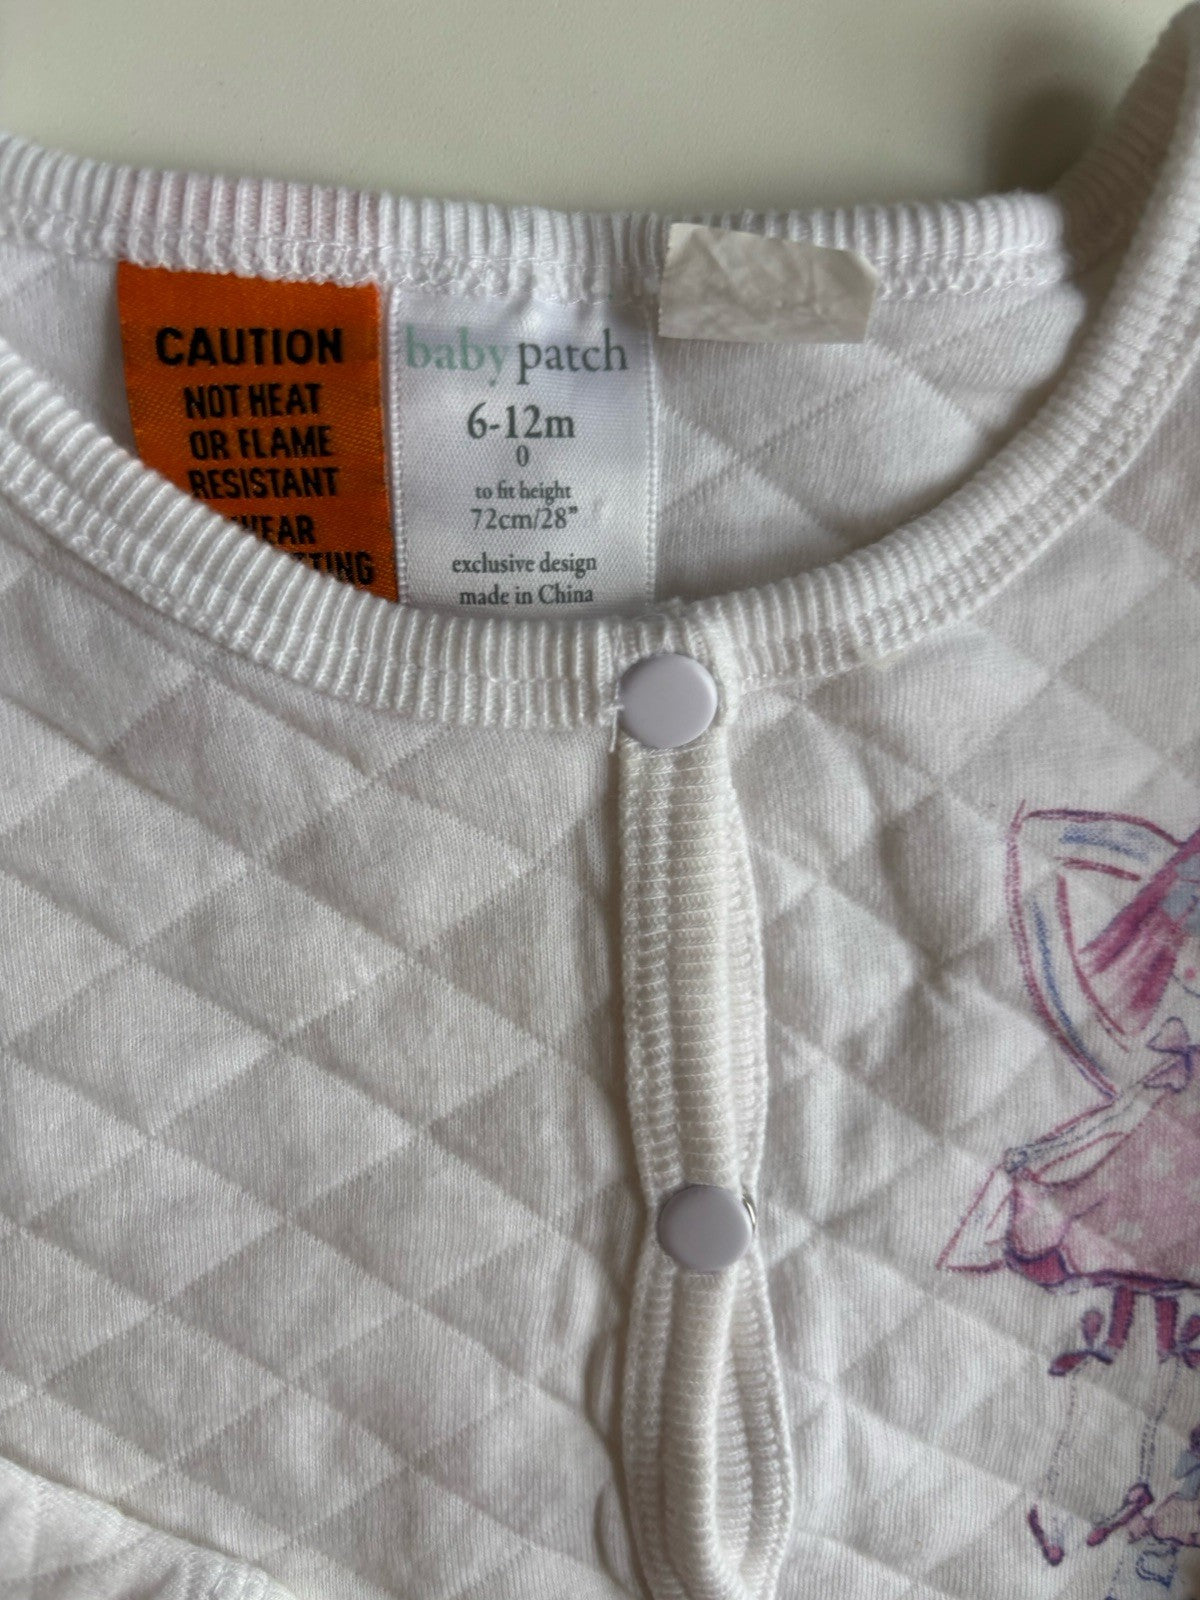 CAUTION
NOT HEAT
OR FLAME
RESISTANT
baby patch
6-12m
0
to fit height
72cm/28"
exclusive design
made in China